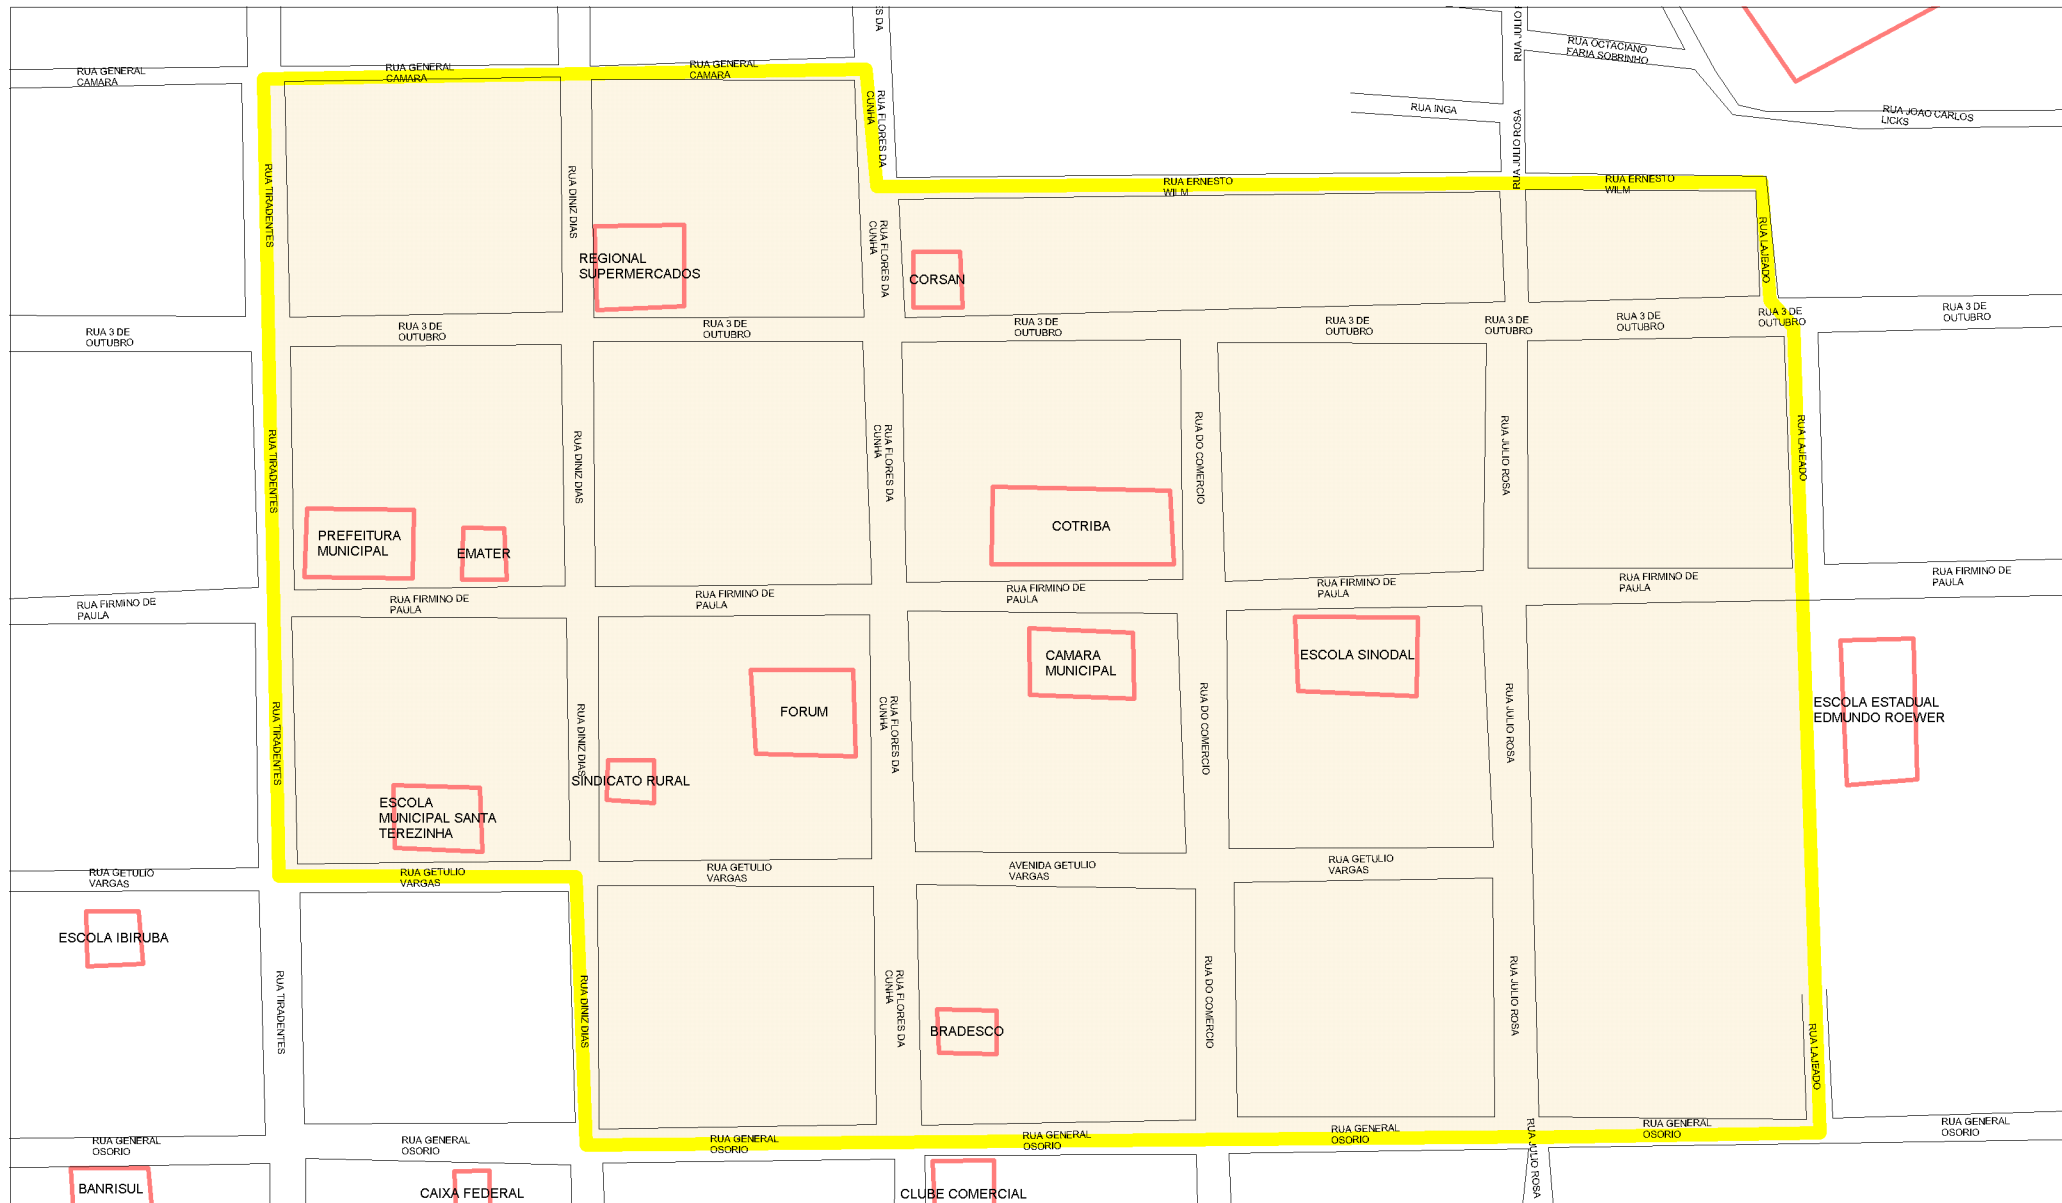 S DA
RUA JULIO ROSA
RUA OCTACIANO
FARIA SOBRINHO
RUA GENERAL
CAMARA
RUA GENERAL
CAMARA
RUA GENERAL
CAMARA
RUA FLORES DA
CUNHA
RUA INGA
RUA JULIO ROSA
RUA JOAO CARLOS
LICKS
RUA TIRADENTES
RUA DINIZ DIAS
RUA ERNESTO
WILM
RUA ERNESTO
WILM
RUA FLORES DA
CUNHA
RUA LAJEADO
REGIONAL
SUPERMERCADOS
CORSAN
RUA 3 DE
OUTUBRO
RUA 3 DE
OUTUBRO
RUA 3 DE
OUTUBRO
RUA 3 DE
OUTUBRO
RUA 3 DE
OUTUBRO
RUA 3 DE
OUTUBRO
RUA 3 DE
OUTUBRO
RUA 3 DE
OUTUBRO
RUA 3 DE
OUTUBRO
RUA TIRADENTES
RUA DINIZ DIAS
RUA FLORES DA
CUNHA
RUA DO COMERCIO
RUA JULIO ROSA
RUA LAJEADO
PREFEITURA
MUNICIPAL
EMATER
COTRIBA
RUA FIRMINO DE
PAULA
RUA FIRMINO DE
PAULA
RUA FIRMINO DE
PAULA
RUA FIRMINO DE
PAULA
RUA FIRMINO DE
PAULA
RUA FIRMINO DE
PAULA
RUA FIRMINO DE
PAULA
CAMARA
MUNICIPAL
ESCOLA SINODAL
RUA TIRADENTES
RUA DINIZ DIAS
FORUM
RUA FLORES DA
CUNHA
RUA DO COMERCIO
RUA JULIO ROSA
ESCOLA ESTADUAL
EDMUNDO ROEWER
SINDICATO RURAL
ESCOLA
MUNICIPAL SANTA
TEREZINHA
RUA GETULIO
VARGAS
RUA GETULIO
VARGAS
RUA GETULIO
VARGAS
AVENIDA GETULIO
VARGAS
RUA GETULIO
VARGAS
ESCOLA IBIRUBA
RUA TIRADENTES
RUA DINIZ DIAS
RUA FLORES DA
CUNHA
BRADESCO
RUA DO COMERCIO
RUA JULIO ROSA
RUA LAJEADO
RUA GENERAL
OSORIO
RUA GENERAL
OSORIO
RUA GENERAL
OSORIO
RUA GENERAL
OSORIO
RUA GENERAL
OSORIO
RUA GENERAL
OSORIO
RUA GENERAL
OSORIO
RUA JULIO ROSA
BANRISUL
CAIXA FEDERAL
CLUBE COMERCIAL